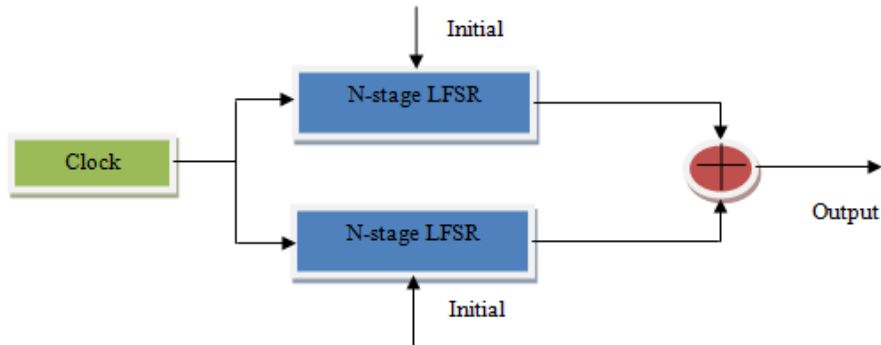 Initial
N-stage LFSR
Clock
Output
N-stage LFSR
Initial